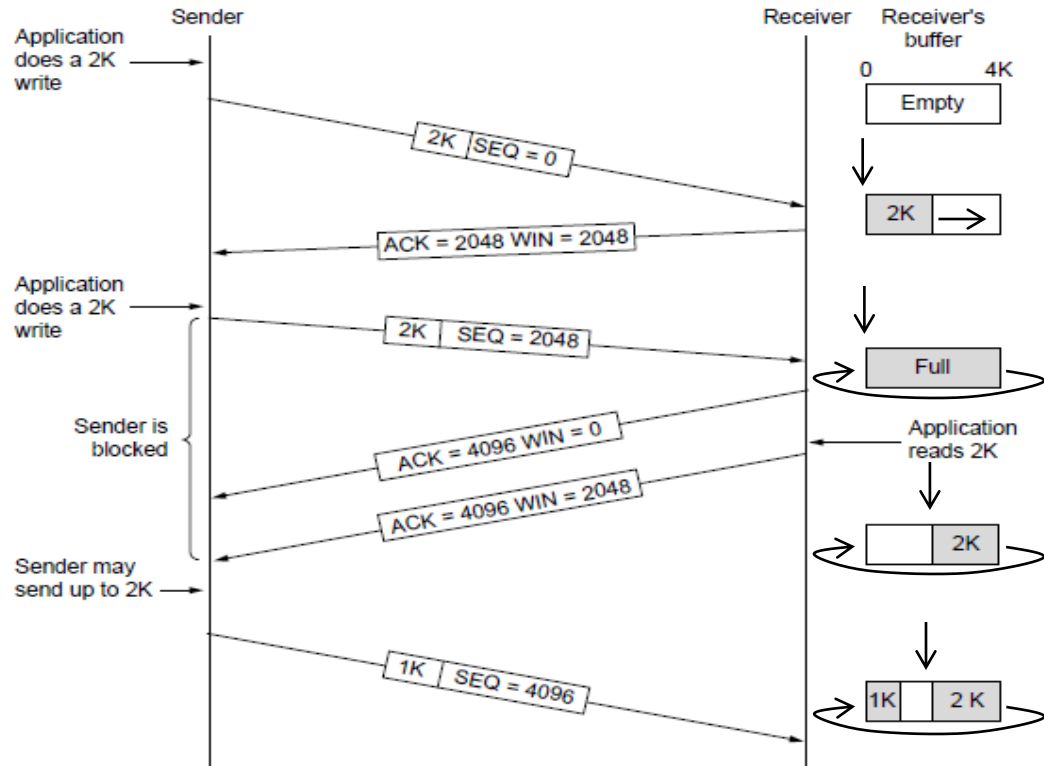 Sender
Receiver
Receiver's
buffer
Application
does a 2K
write
0 4K
Empty
2K SEQ = 0
2K
ACK = 2048 WIN = 2048
Application
does a 2K
write
2K SEQ = 2048
Full
Sender is
blocked
ACK = 4096 WIN = 0
Application
reads 2K
ACK = 4096 WIN = 2048
2K
Sender may
send up to 2K
1K SEQ = 4096
1K 2 K